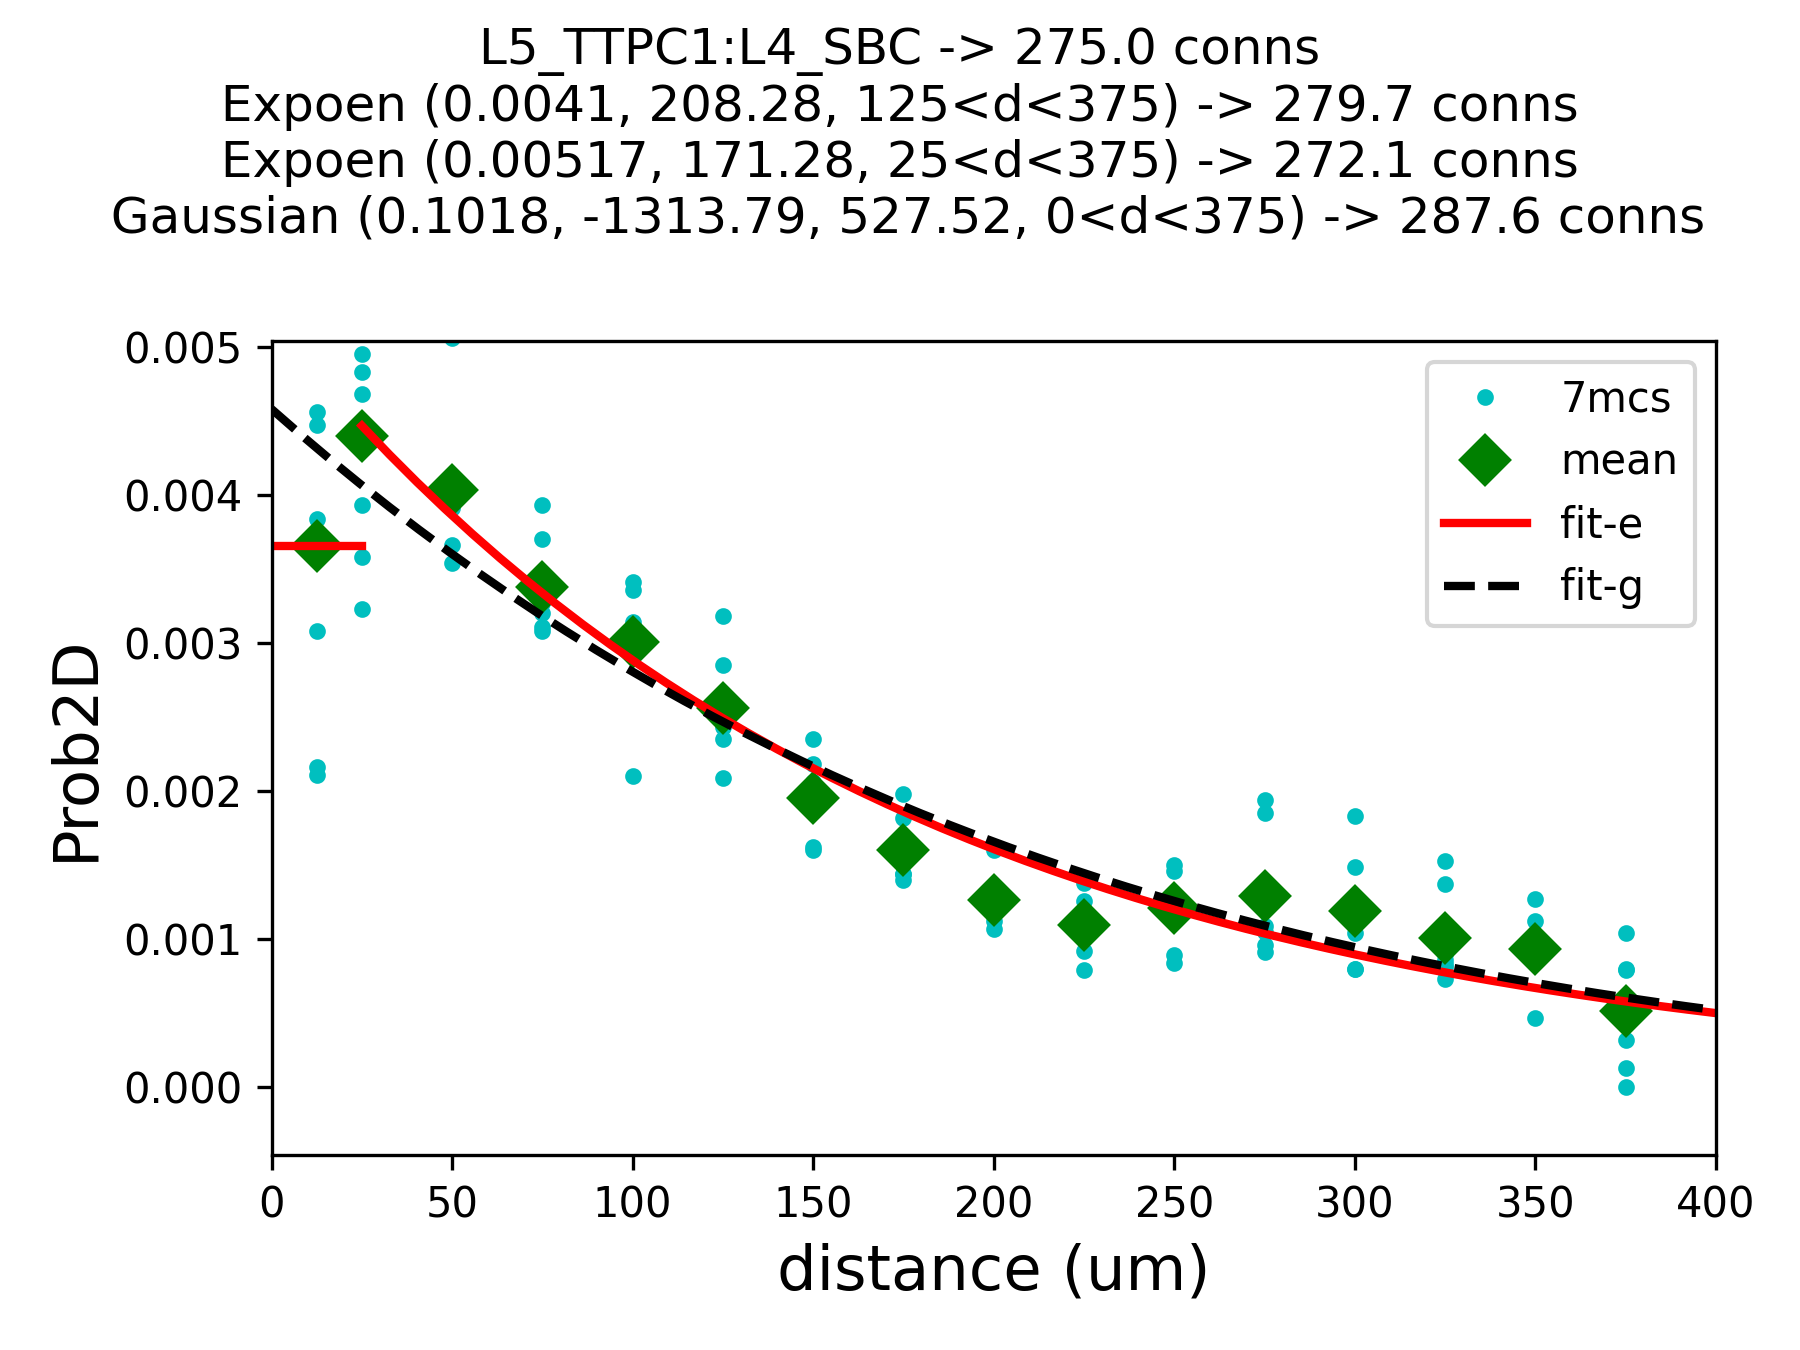 L5_TTPC1:L4_SBC -> 275.0 conns
Expoen (0.0041, 208.28, 125<d<375) -> 279.7 conns
Expoen (0.00517, 171.28, 25<d<375) -> 272.1 conns
Gaussian (0.1018, -1313.79, 527.52, 0<d<375) -> 287.6 conns
0.005
0.004
0.003
0.002
0.001
0.000
Prob2D
7mcs
mean
fit-e
fit-g
0 50 100 150 200 250 300 350 400
distance (um)